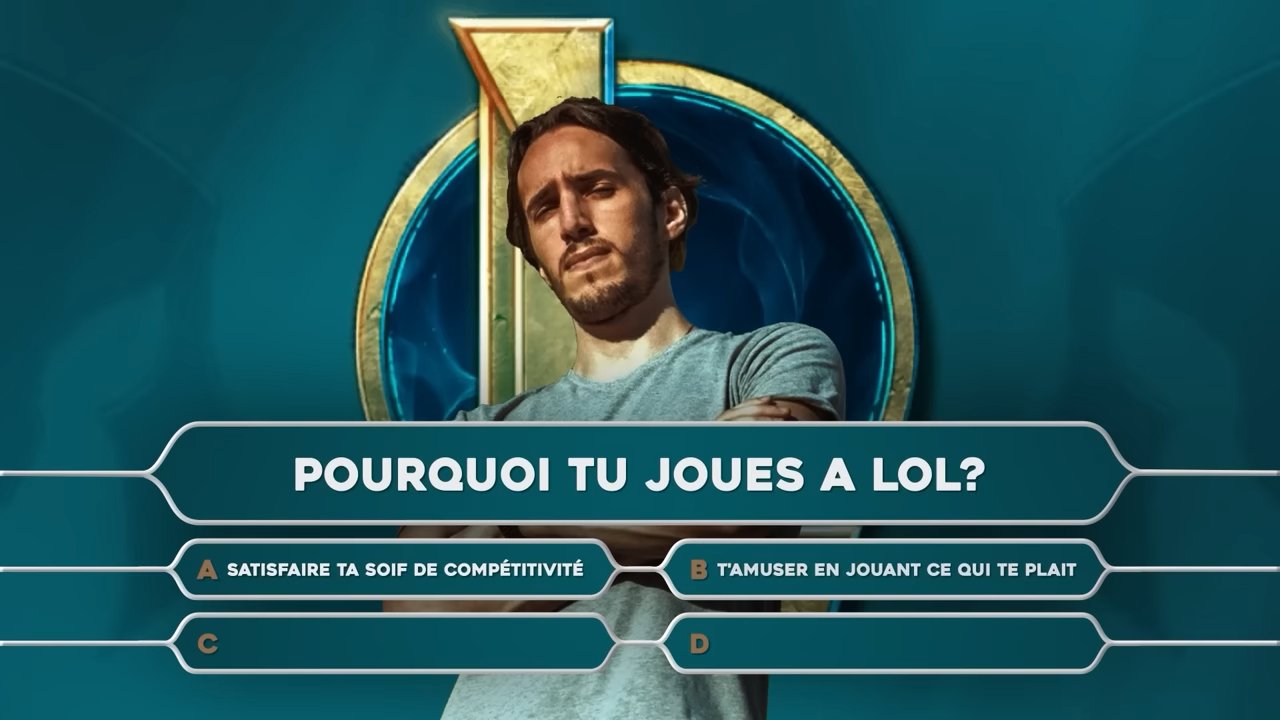 POURQUOI TU JOUES A LOL?
A SATISFAIRE TA SOIF DE COMPÉTITIVITÉ
B T'AMUSER EN JOUANT CE QUI TE PLAIT
C
D